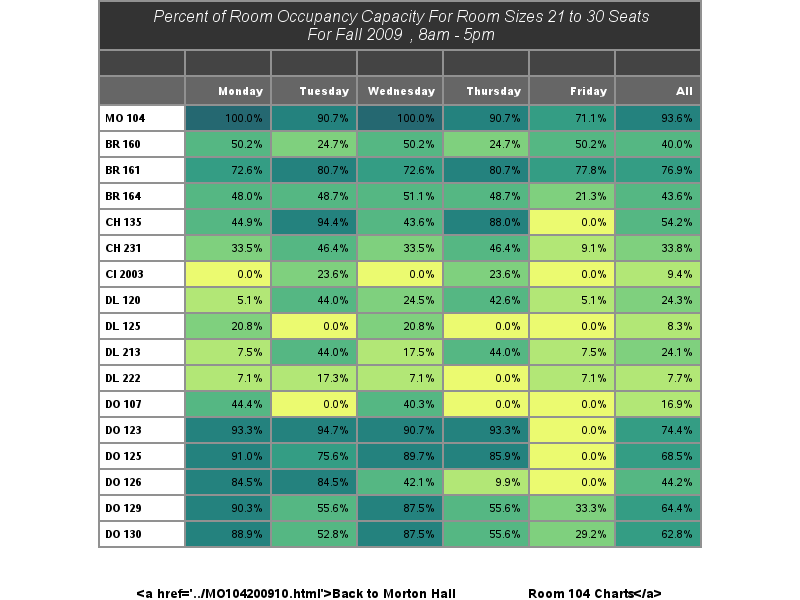 Percent of Room Occupancy Capacity For Room Sizes 21 to 30 Seats
For Fall 2009 , 8am - 5pm
Monday Tuesday Wednesday Thursday Friday All
MO 104 100.0% 90.7% 100.0% 90.7% 71.1% 93.6%
BR 160 50.2% 24.7% 50.2% 24.7% 50.2% 40.0%
BR 161 72.6% 80.7% 72.6% 80.7% 77.8% 76.9%
BR 164 48.0% 48.7% 51.1% 48.7% 21.3% 43.6%
CH 135 44.9% 94.4% 43.6% 88.0% 0.0% 54.2%
CH 231 33.5% 46.4% 33.5% 46.4% 9.1% 33.8%
CI 2003 0.0% 23.6% 0.0% 23.6% 0.0% 9.4%
DL 120 5.1% 44.0% 24.5% 42.6% 5.1% 24.3%
DL 125 20.8% 0.0% 20.8% 0.0% 0.0% 8.3%
DL 213 7.5% 44.0% 17.5% 44.0% 7.5% 24.1%
DL 222 7.1% 17.3% 7.1% 0.0% 7.1% 7.7%
DO 107 44.4% 0.0% 40.3% 0.0% 0.0% 16.9%
DO 123 93.3% 94.7% 90.7% 93.3% 0.0% 74.4%
DO 125 91.0% 75.6% 89.7% 85.9% 0.0% 68.5%
DO 126 84.5% 84.5% 42.1% 9.9% 0.0% 44.2%
DO 129 90.3% 55.6% 87.5% 55.6% 33.3% 64.4%
DO 130 88.9% 52.8% 87.5% 55.6% 29.2% 62.8%
<a href='../MO104200910.html'>Back to Morton Hall Room 104 Charts</a>